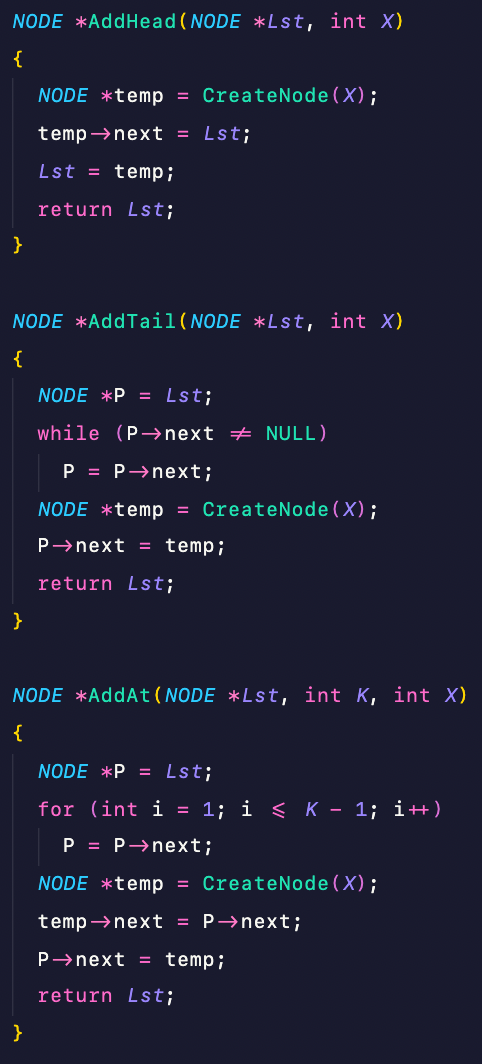 NODE *AddHead(NODE *Lst, int X)
{
  NODE *temp = CreateNode(X);
  temp->next = Lst;
  Lst = temp;
  return Lst;
}

NODE *AddTail(NODE *Lst, int X)
{
  NODE *P = Lst;
  while (P->next != NULL)
    P = P->next;
  NODE *temp = CreateNode(X);
  P->next = temp;
  return Lst;
}

NODE *AddAt(NODE *Lst, int K, int X)
{
  NODE *P = Lst;
  for (int i = 1; i <= K - 1; i++)
    P = P->next;
  NODE *temp = CreateNode(X);
  temp->next = P->next;
  P->next = temp;
  return Lst;
}